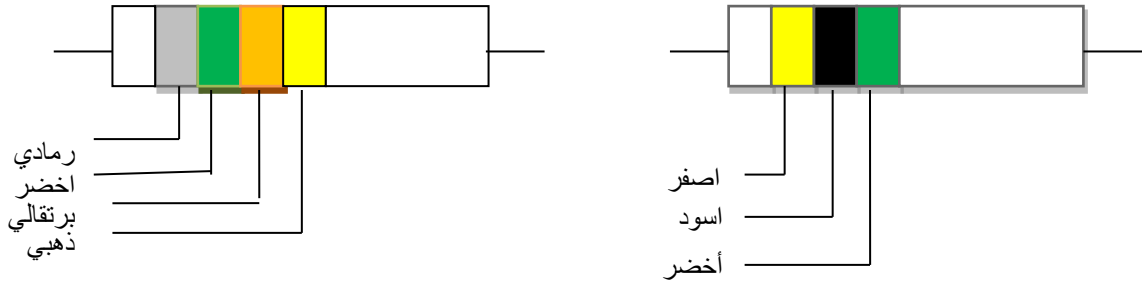 رمادي
اخضر
برتقالي
ذهبي
اصفر
اسود
أخضر